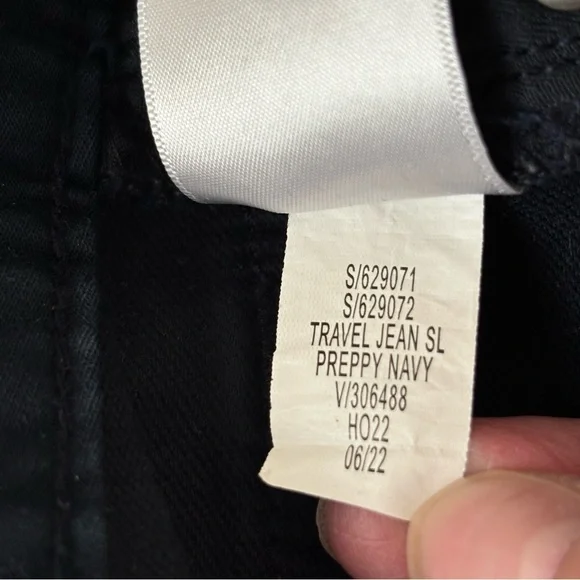 S/629071
S/629072
TRAVEL JEAN SL
PREPPY NAVY
V/306488
HO22
06/22